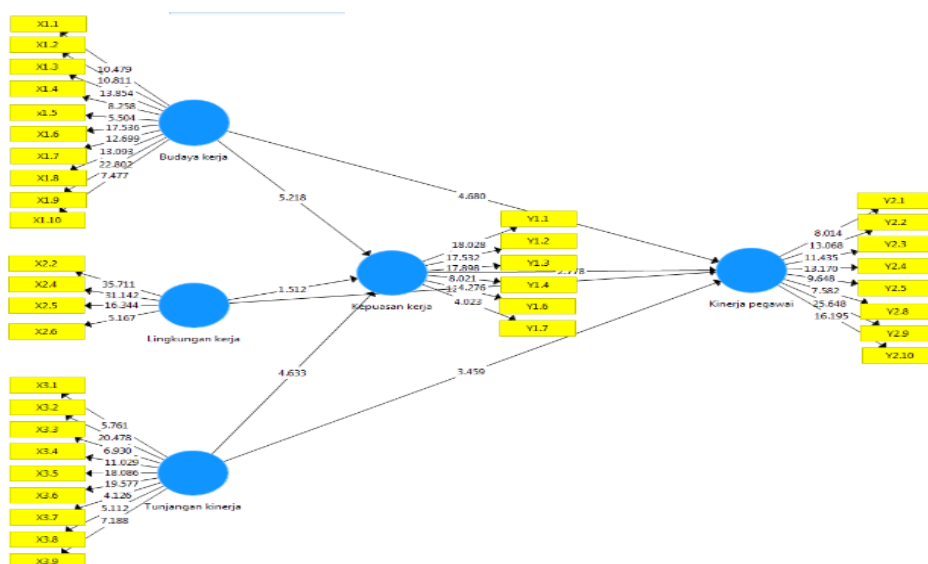 X1.1
X1.2
X1.3
X1.4
x1.5
X1.6
X1.7
X1.8
X1.9
X1.10
10.479
10.811
13.854
8.258
5.504
17.536
12.699
13.093
22.802
7.477
Budaya kerja
4.680
5.218
X2.2
X2.4
X2.5
X2.6
35.711
31.142
16.344
5.167
Lingkungan kerja
1.512
Kepuasan kerja
18.028
17.532
17.898
8.021
4.023
Y1.1
Y1.2
Y1.3
Y1.4
Y1.6
Y1.7
Kinerja pegawai
8.014
13.068
11.435
13.170
9.648
7.582
25.648
16.195
Y2.1
Y2.2
Y2.3
Y2.4
Y2.5
Y2.8
Y2.9
Y2.10
4.633
3.459
X3.1
X3.2
X3.3
X3.4
X3.5
X3.6
X3.7
X3.8
X3.9
5.761
20.478
6.930
11.029
18.086
19.577
4.126
5.112
7.188
Tunjangan kinerja